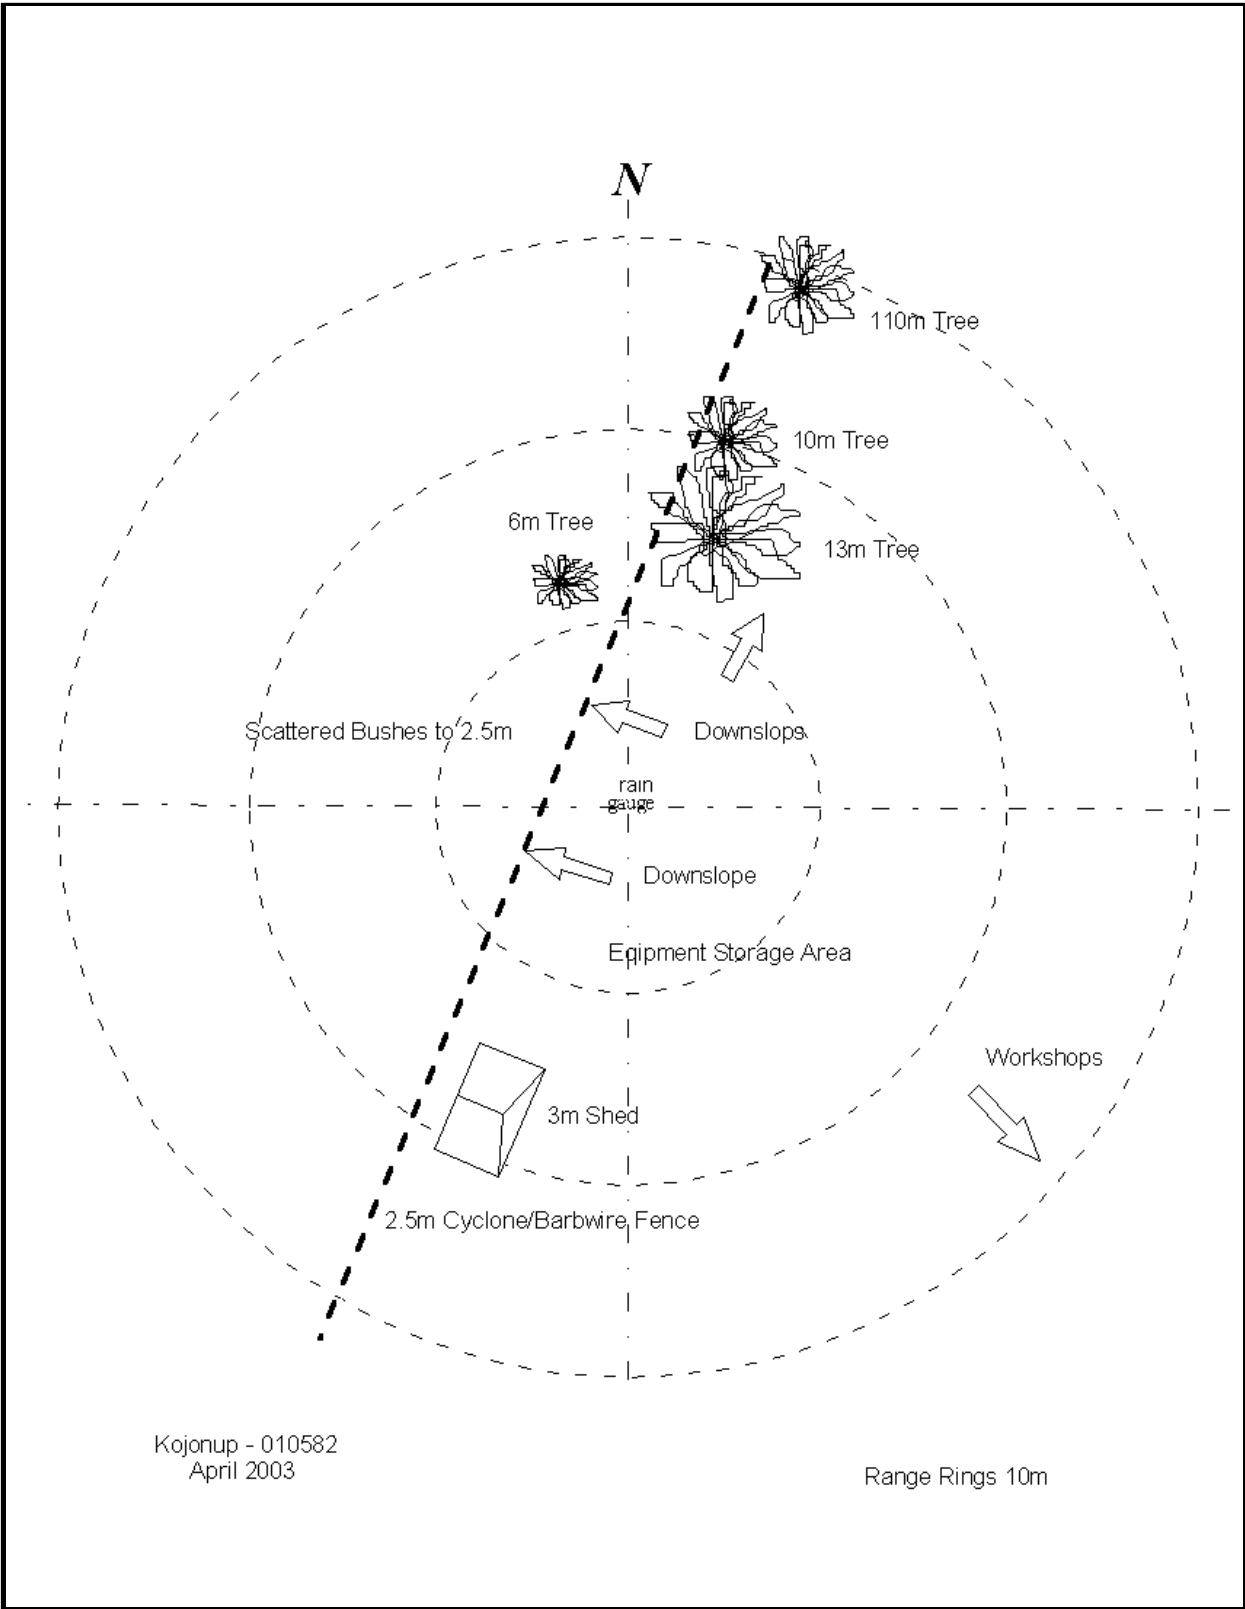 N
110m Tree
10m Tree
6m Tree
13m Tree
Scattered Bushes to 2.5m
Downslops
rain
gauge
Downslope
Eqipment Storage Area
Workshops
3m Shed
2.5m Cyclone/Barbwire Fence
Kojonup - 010582
April 2003
Range Rings 10m